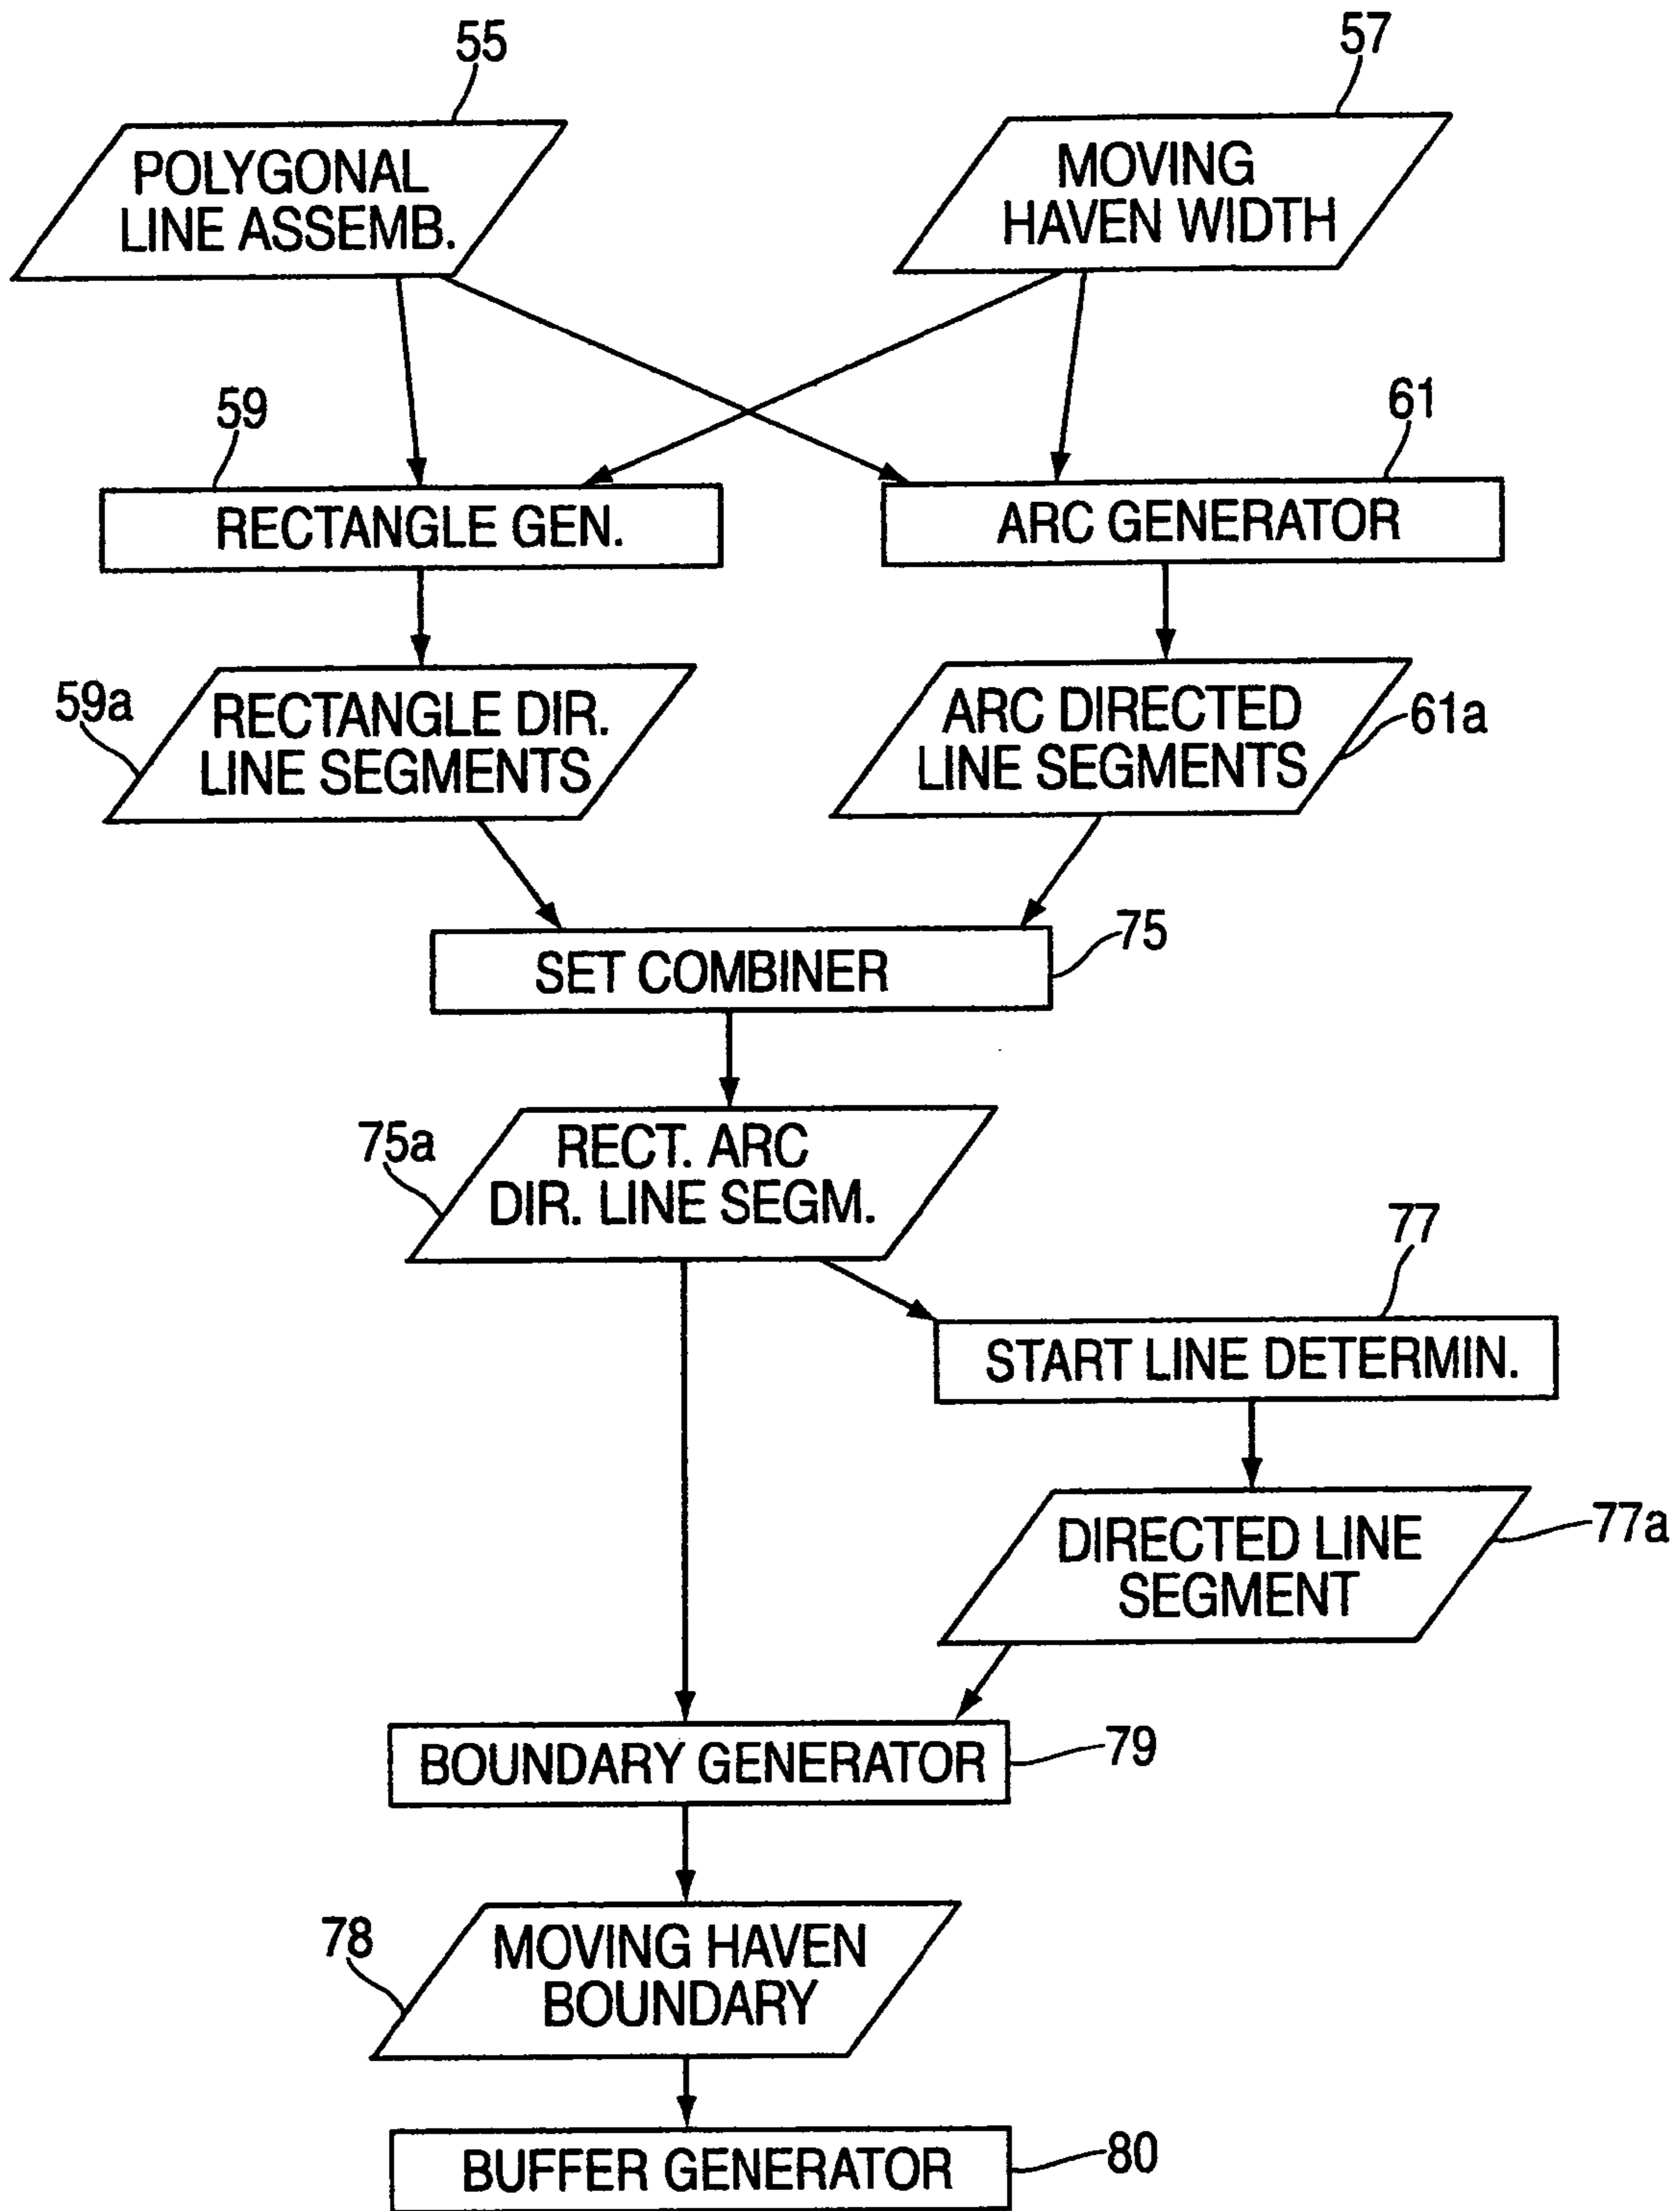 55
57
POLYGONAL
LINE ASSEMB.
MOVING
HAVEN WIDTH
59
61
RECTANGLE GEN.
ARC GENERATOR
59a
RECTANGLE DIR.
LINE SEGMENTS
ARC DIRECTED
LINE SEGMENTS
61a
SET COMBINER
75
75a
RECT. ARC
DIR. LINE SEGM.
77
START LINE DETERMIN.
DIRECTED LINE
SEGMENT
77a
BOUNDARY GENERATOR
79
78
MOVING HAVEN
BOUNDARY
BUFFER GENERATOR
80